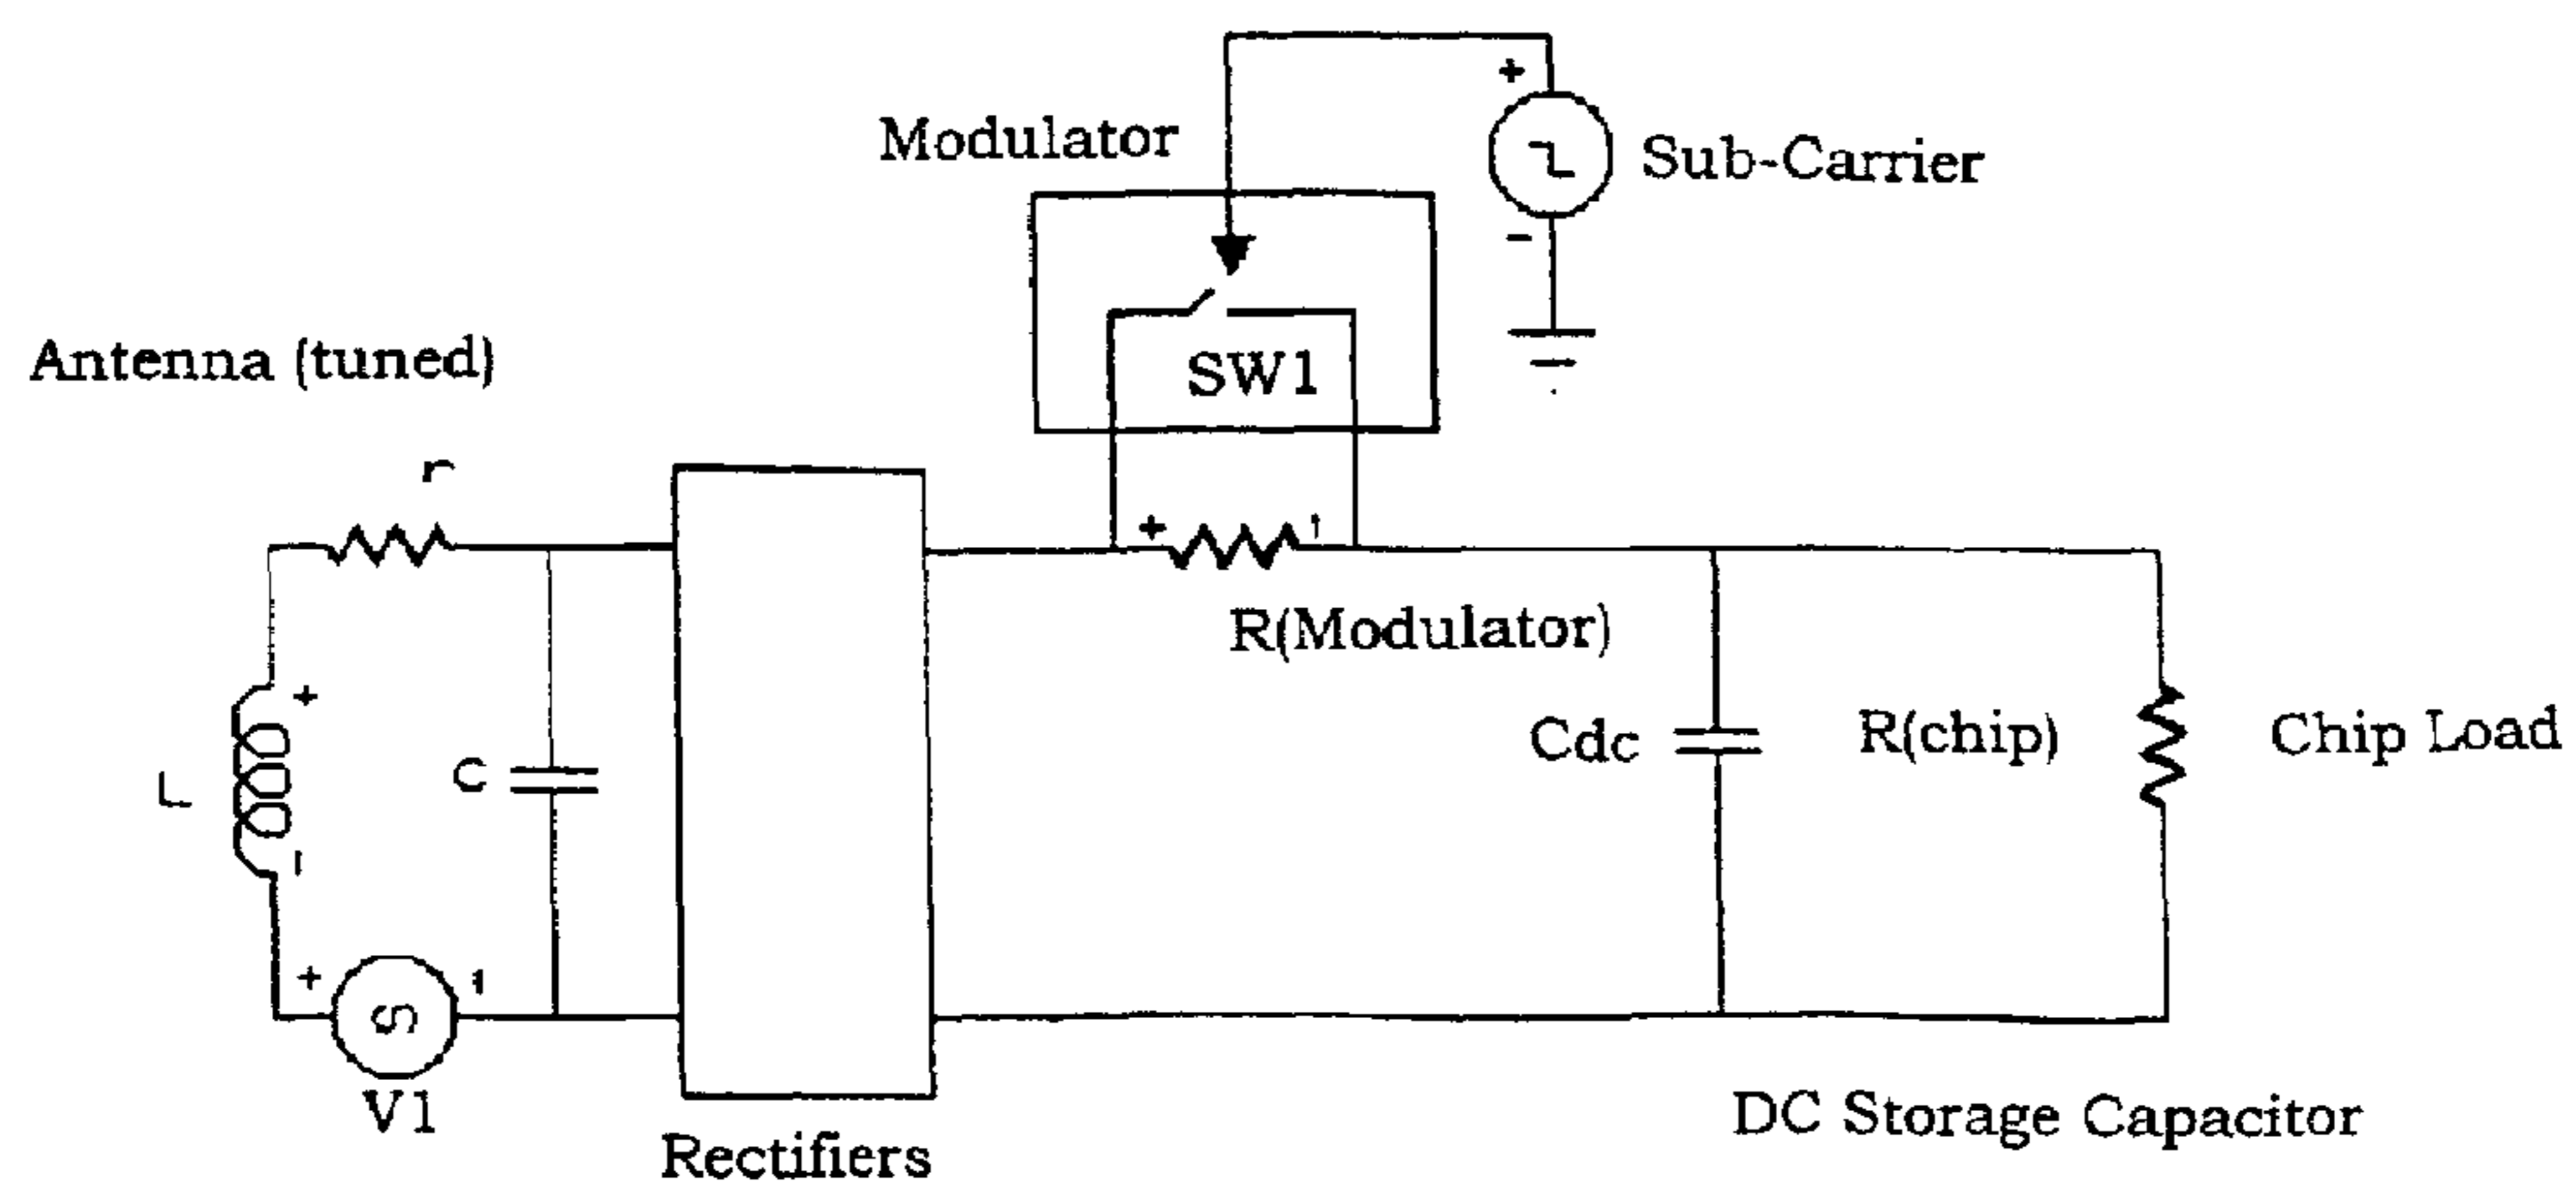 Modulator
+
Sub-Carrier
-
Antenna (tuned)
SW1
r
+
-
R(Modulator)
+
L
C
Cdc
R(chip)
Chip Load
-
+
-
V1
Rectifiers
DC Storage Capacitor